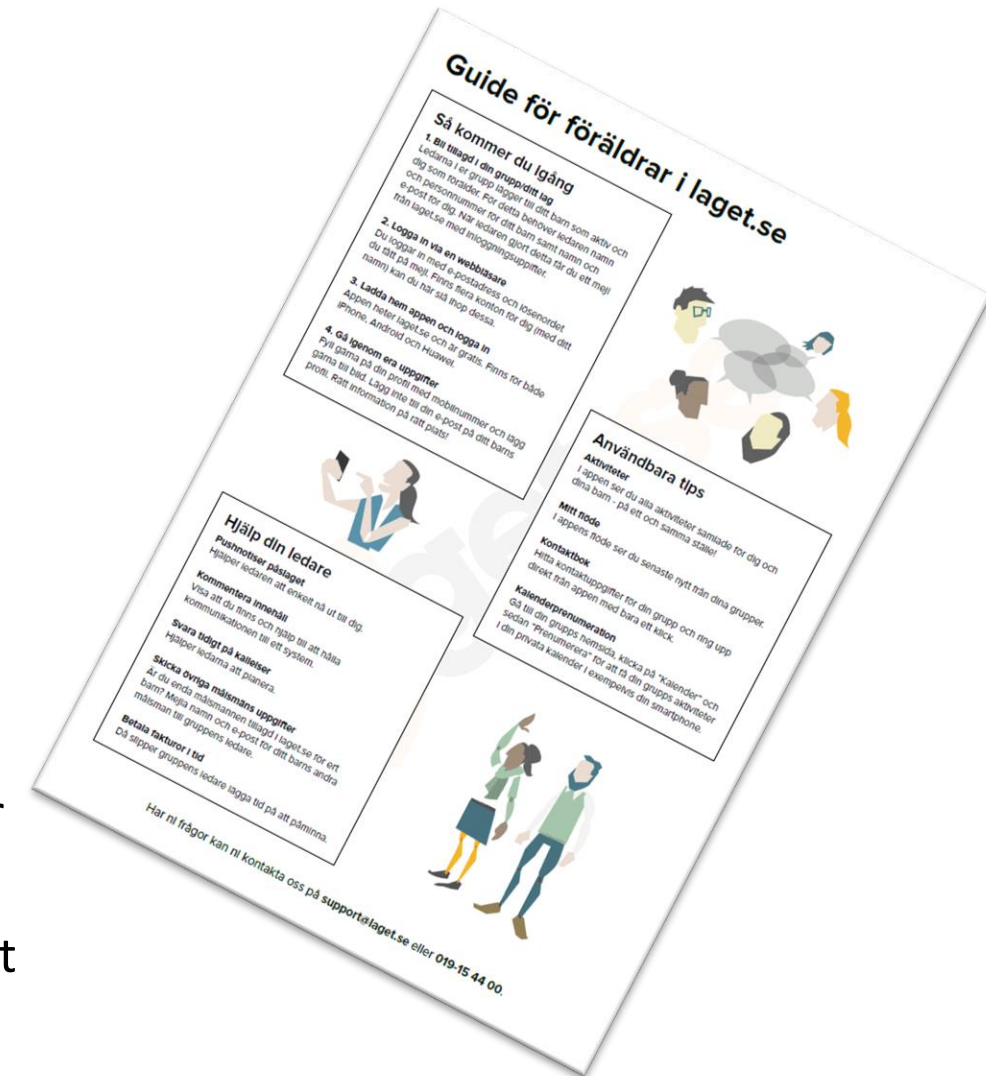 Guide för föräldrar i laget.se
Så kommer du igång
1. Bli tillagd i din grupp/ditt lag
Ledarna i er grupp lägger till ditt barn som aktiv och
dig som förälder. För detta behöver ledaren namn
och personnummer för ditt barn samt namn och
e-post för dig. När ledaren gjort detta får du ett mejl
från laget.se med inloggningsuppgifter.
2. Logga in via en webbläsare
Du loggar in med e-postadress och lösenordet
du fått på mejl. Finns flera konton för dig (med ditt
namn) kan du här slå ihop dessa.
3. Ladda hem appen och logga in
Appen heter laget.se och är gratis. Finns för både
iPhone, Android och Huawei.
4. Gå igenom era uppgifter
Fyll gärna på din profil med mobilnummer och lägg
gärna till bild. Lägg inte till din e-post på ditt barns
profil. Rätt information på rätt plats!
Användbara tips
Aktiviteter
I appen ser du alla aktiviteter samlade för dig och
dina barn - på ett och samma ställe!
Mitt flöde
I appens flöde ser du senaste nytt från dina grupper.
Kontaktbok
Hitta kontaktuppgifter för din grupp och ring upp
direkt från appen med bara ett klick.
Kalenderprenumeration
Gå till din grupps hemsida, klicka på "Kalender" och
sedan "Prenumerera" för att få din grupps aktiviteter
i din privata kalender i exempelvis din smartphone.
Hjälp din ledare
Pushnotiser påslaget
Hjälper ledaren att enkelt nå ut till dig.
Kommentera innehåll
Visa att du finns och hjälp till att hålla
kommunikationen till ett system.
Svara tidigt på kallelser
Hjälper ledarna att planera.
Skicka övriga målsmäns uppgifter
Är du enda målsmannen tillagd i laget.se för ert
barn? Mejla namn och e-post för ditt barns andra
målsman till gruppens ledare.
Betala fakturor i tid
Då slipper gruppens ledare lägga tid på att påminna.
Har ni frågor kan ni kontakta oss på support@laget.se eller 019-15 44 00.
t